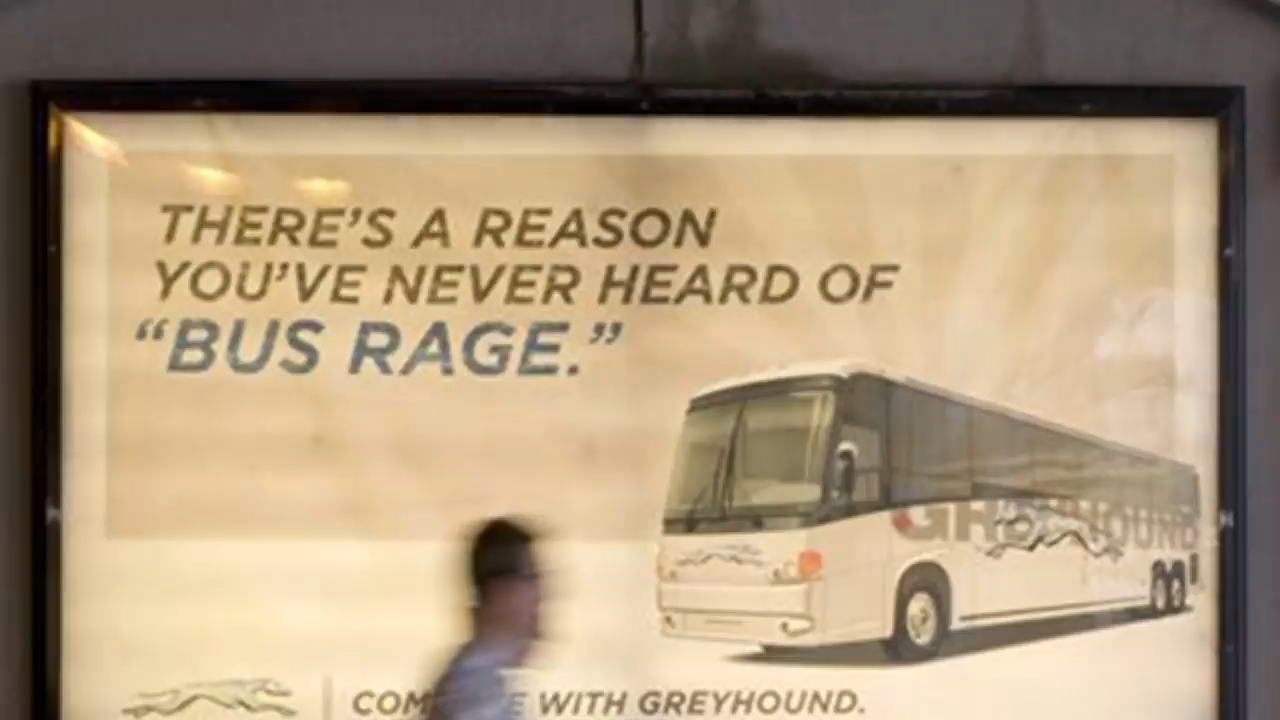 THERE'S A REASON
YOU'VE NEVER HEARD OF
"BUS RAGE."
GREYHOUND
WITH GREYHOUND.